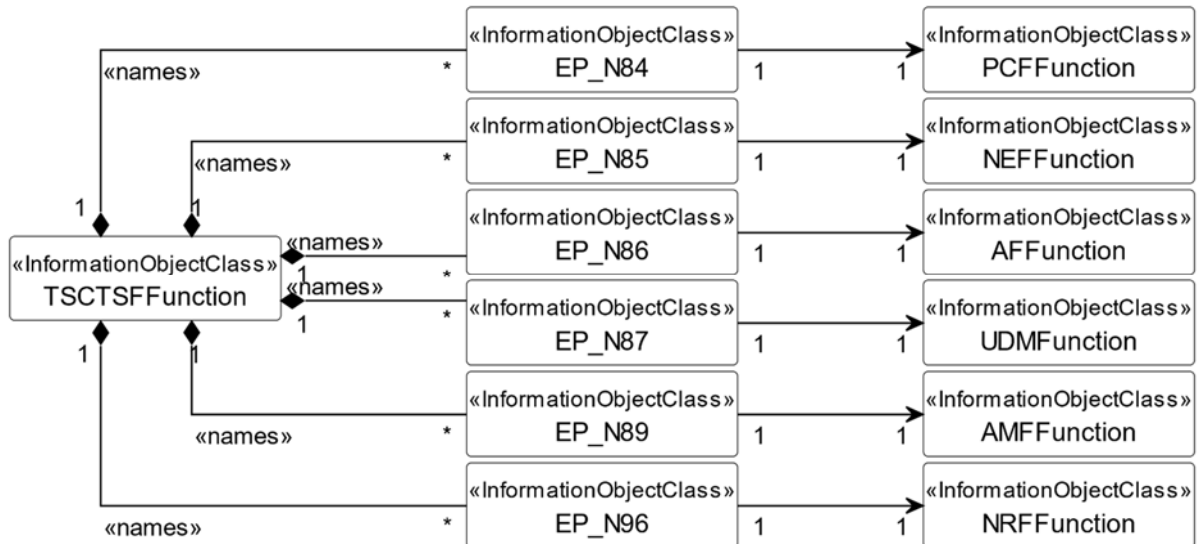 «InformationObjectClass»
EP_N84
«InformationObjectClass»
PCFFunction
«names»
*
1
1
«InformationObjectClass»
EP_N85
«InformationObjectClass»
NEFFunction
«names»
*
1
1
1
1
«InformationObjectClass»
EP_N86
«InformationObjectClass»
AFFunction
«names»
1
*
1
1
«InformationObjectClass»
TSCTSFFunction
«names»
1
*
«InformationObjectClass»
EP_N87
«InformationObjectClass»
UDMFunction
1
1
1
1
«InformationObjectClass»
EP_N89
«InformationObjectClass»
AMFFunction
«names»
*
1
1
«InformationObjectClass»
EP_N96
«InformationObjectClass»
NRFFunction
«names»
*
1
1